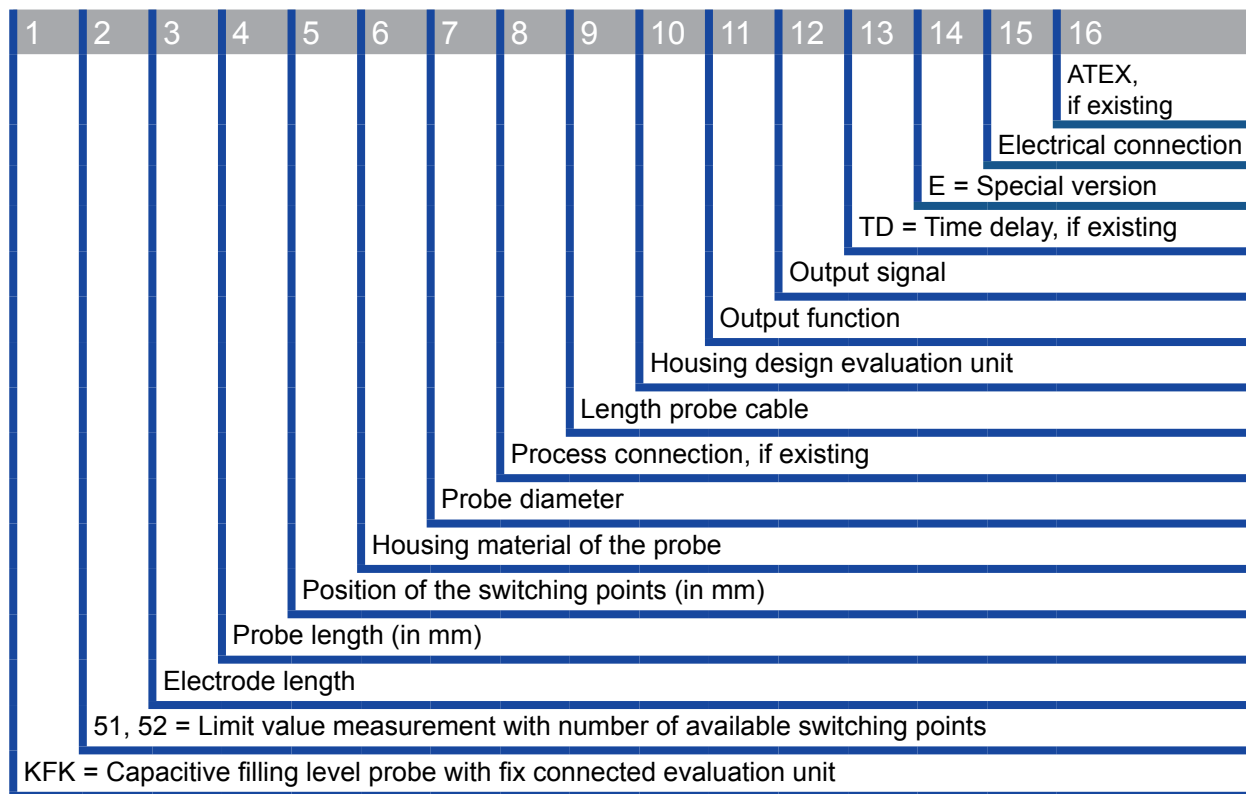 1 2 3 4 5 6 7 8 9 10 11 12 13 14 15 16
ATEX,
if existing
Electrical connection
E = Special version
TD = Time delay, if existing
Output signal
Output function
Housing design evaluation unit
Length probe cable
Process connection, if existing
Probe diameter
Housing material of the probe
Position of the switching points (in mm)
Probe length (in mm)
Electrode length
51, 52 = Limit value measurement with number of available switching points
KFK = Capacitive filling level probe with fix connected evaluation unit